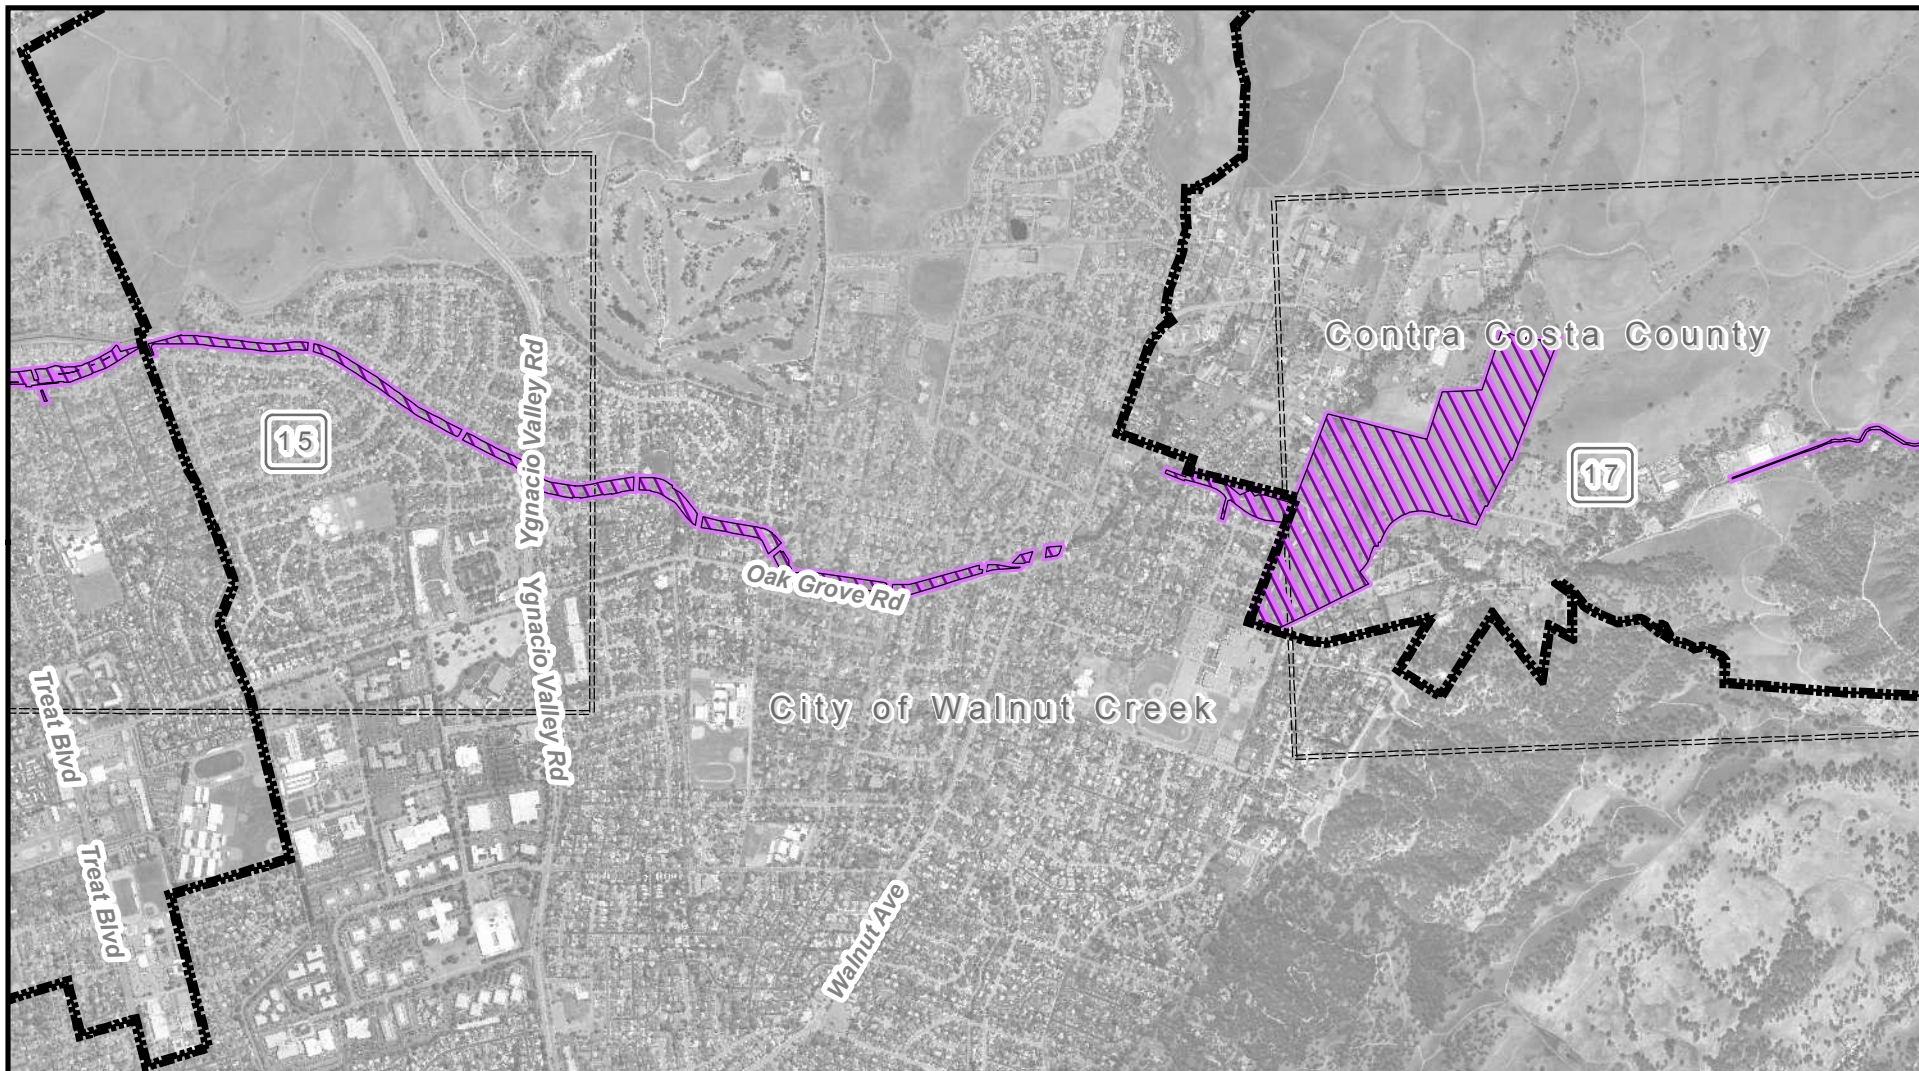 Contra Costa County
15
Ygnacio Valley Rd
17
Oak Grove Rd
Ygnacio Valley Rd
Treat Blvd
City of Walnut Creek
Treat Blvd
Walnut Ave